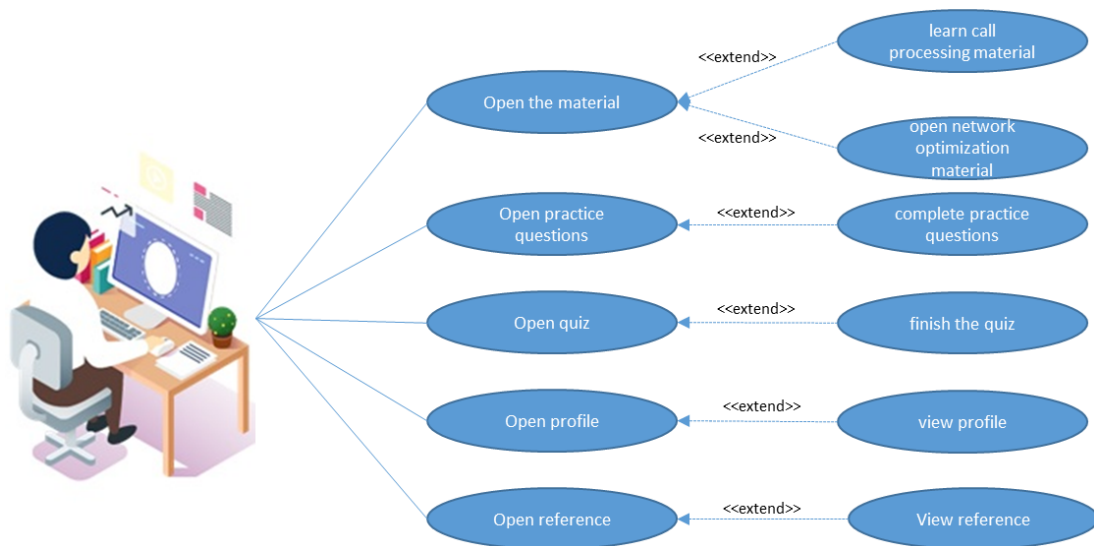 learn call
processing material
<<extend>>
Open the material
<<extend>>
open network
optimization
material
Open practice
questions
<<extend>>
complete practice
questions
Open quiz
<<extend>>
finish the quiz
Open profile
<<extend>>
view profile
Open reference
<<extend>>
View reference